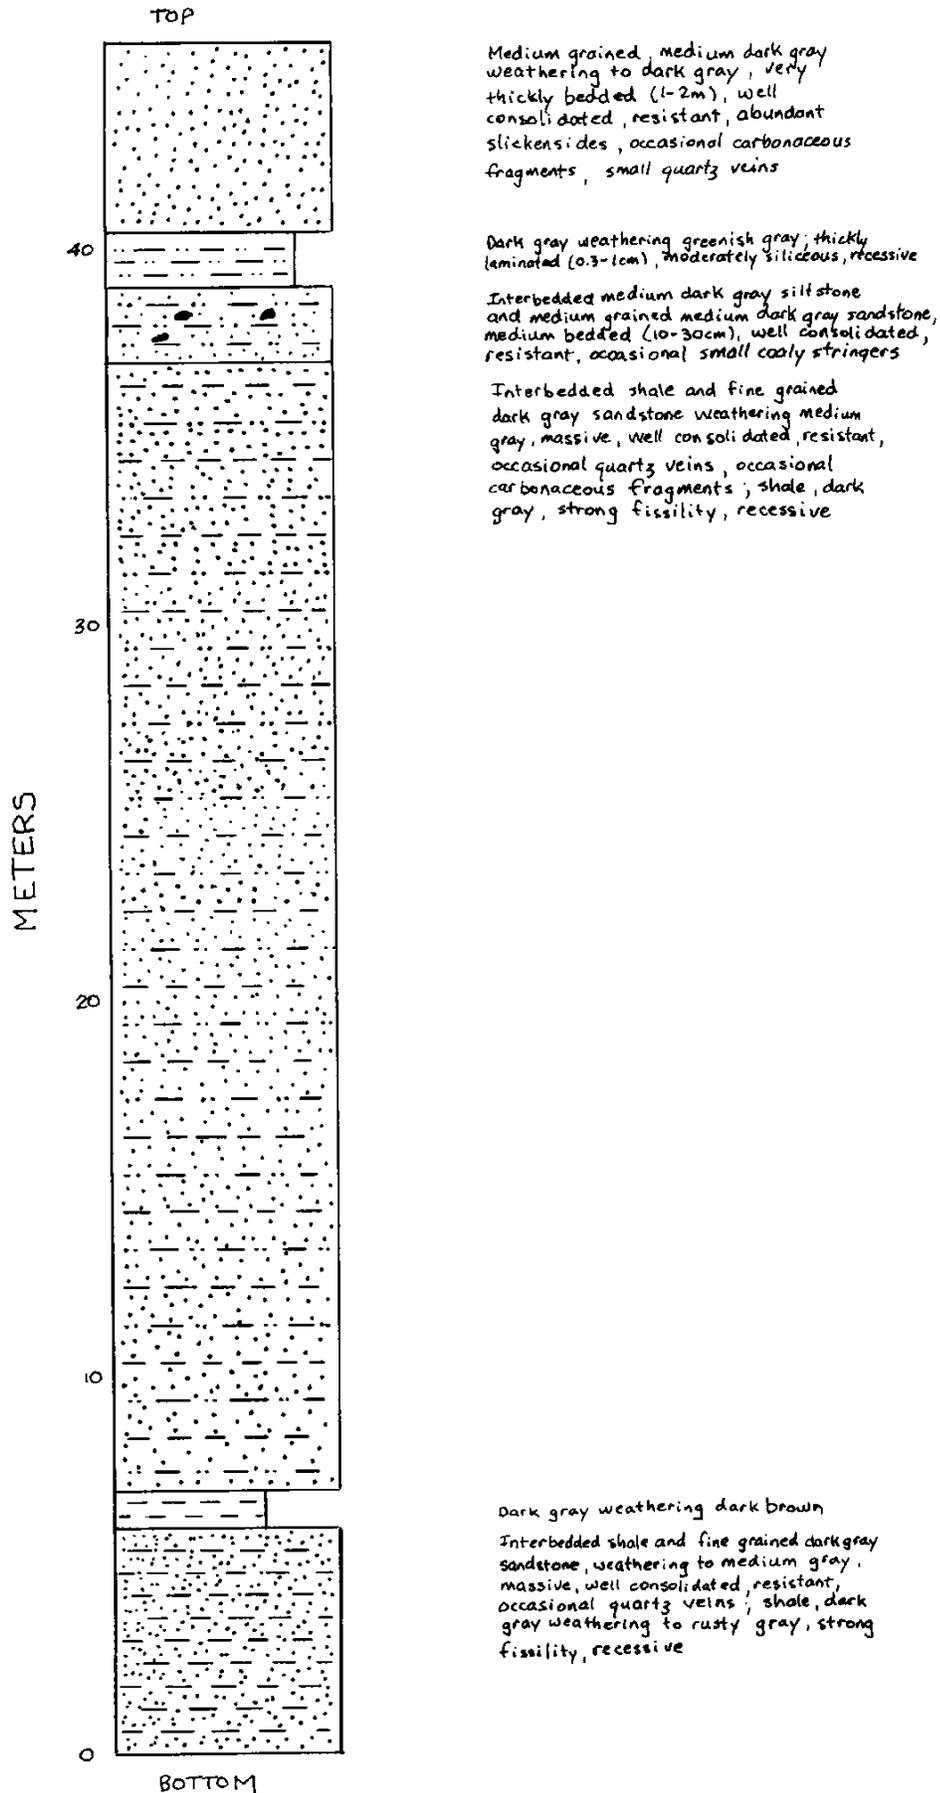 TOP
Medium grained, medium dark gray
weathering to dark gray, very
thickly bedded (1-2m), well
consolidated, resistant, abundant
slickensides, occasional carbonaceous
fragments, small quartz veins
40
Dark gray weathering greenish gray; thickly
laminated (0.3-1cm), moderately siliceous, recessive
Interbedded medium dark gray siltstone
and medium grained medium dark gray sandstone,
medium bedded (10-30cm), well consolidated,
resistant, occasional small coaly stringers
Interbedded shale and fine grained
dark gray sandstone weathering medium
gray, massive, well consolidated, resistant,
occasional quartz veins, occasional
carbonaceous fragments; shale, dark
gray, strong fissility, recessive
30
METERS
20
10
Dark gray weathering dark brown
Interbedded shale and fine grained dark gray
sandstone, weathering to medium gray,
massive, well consolidated, resistant,
occasional quartz veins; shale, dark
gray weathering to rusty gray, strong
fissility, recessive
0
BOTTOM